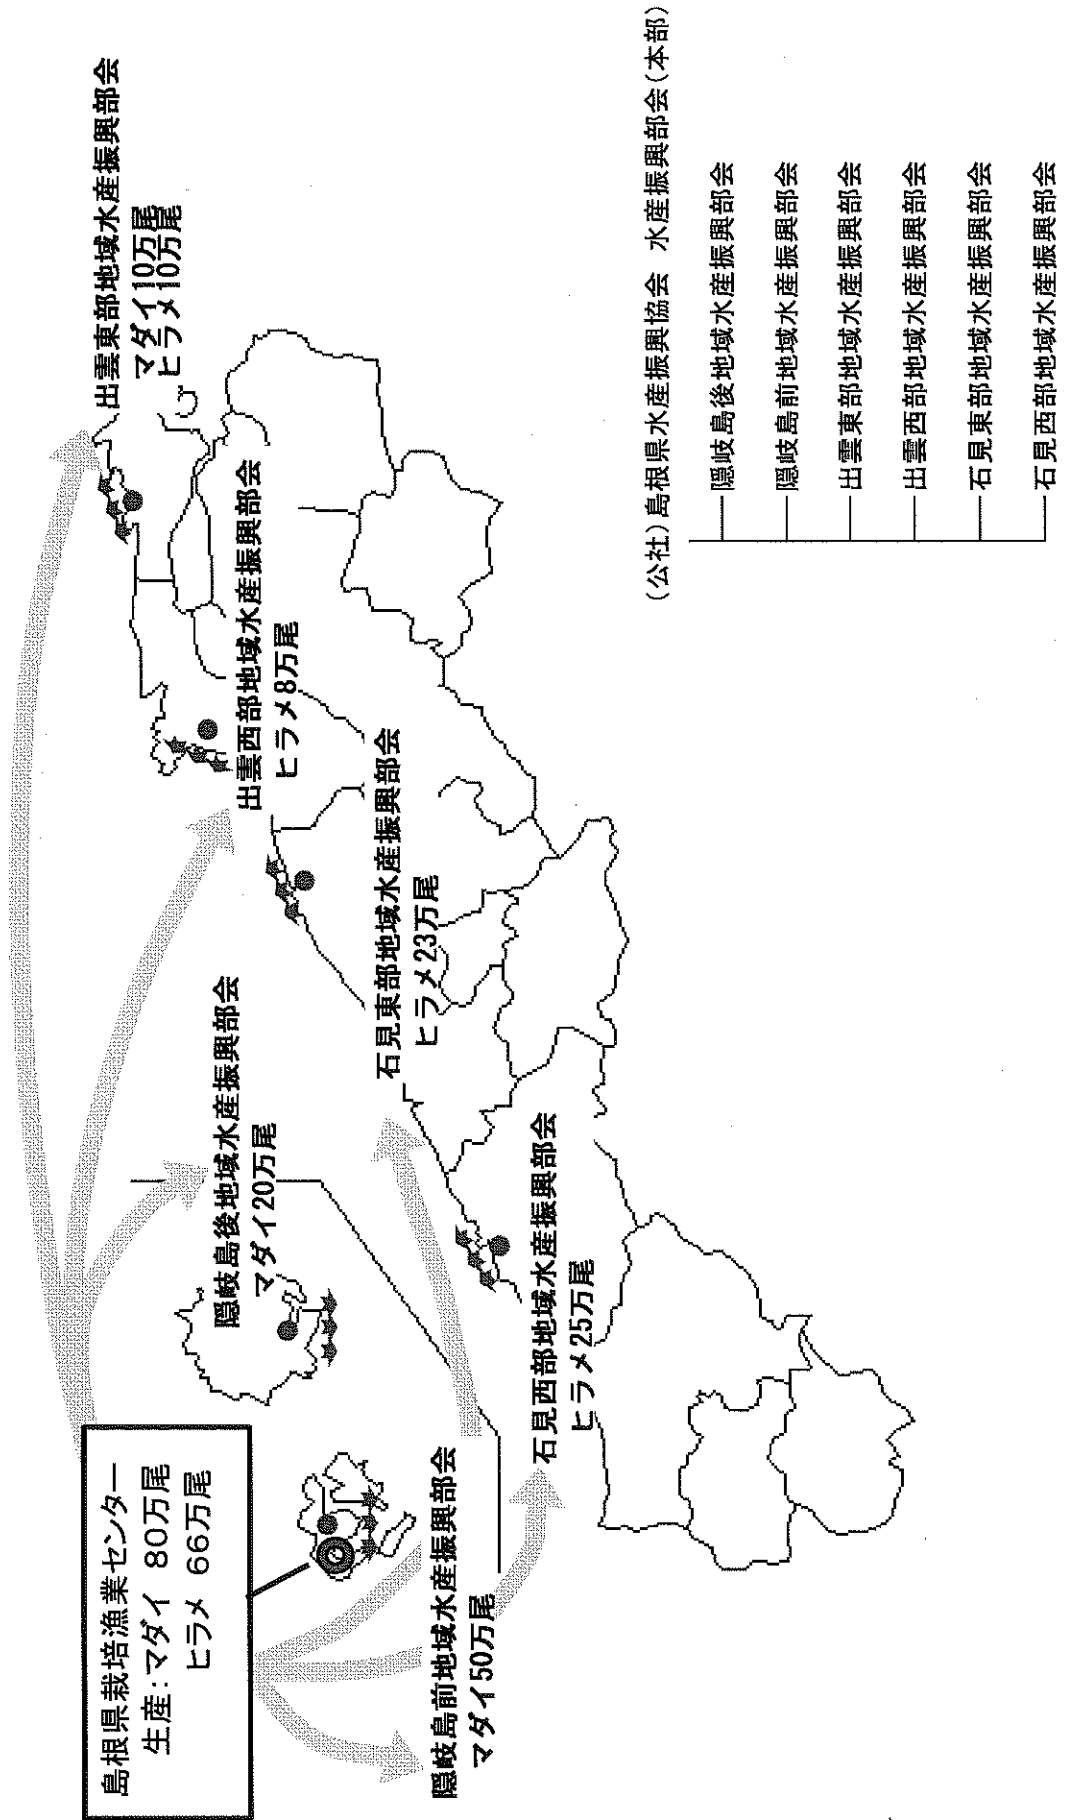 島根県栽培漁業センター
生産：マダイ 80万尾
ヒラメ 66万尾
隠岐島前地域水産振興部会
マダイ50万尾
隠岐島後地域水産振興部会
マダイ20万尾
出雲東部地域水産振興部会
マダイ10万尾
ヒラメ10万尾
出雲西部地域水産振興部会
ヒラメ8万尾
石見東部地域水産振興部会
ヒラメ23万尾
石見西部地域水産振興部会
ヒラメ25万尾
(公社)島根県水産振興協会 水産振興部会(本部)
隠岐島後地域水産振興部会
隠岐島前地域水産振興部会
出雲東部地域水産振興部会
出雲西部地域水産振興部会
石見東部地域水産振興部会
石見西部地域水産振興部会